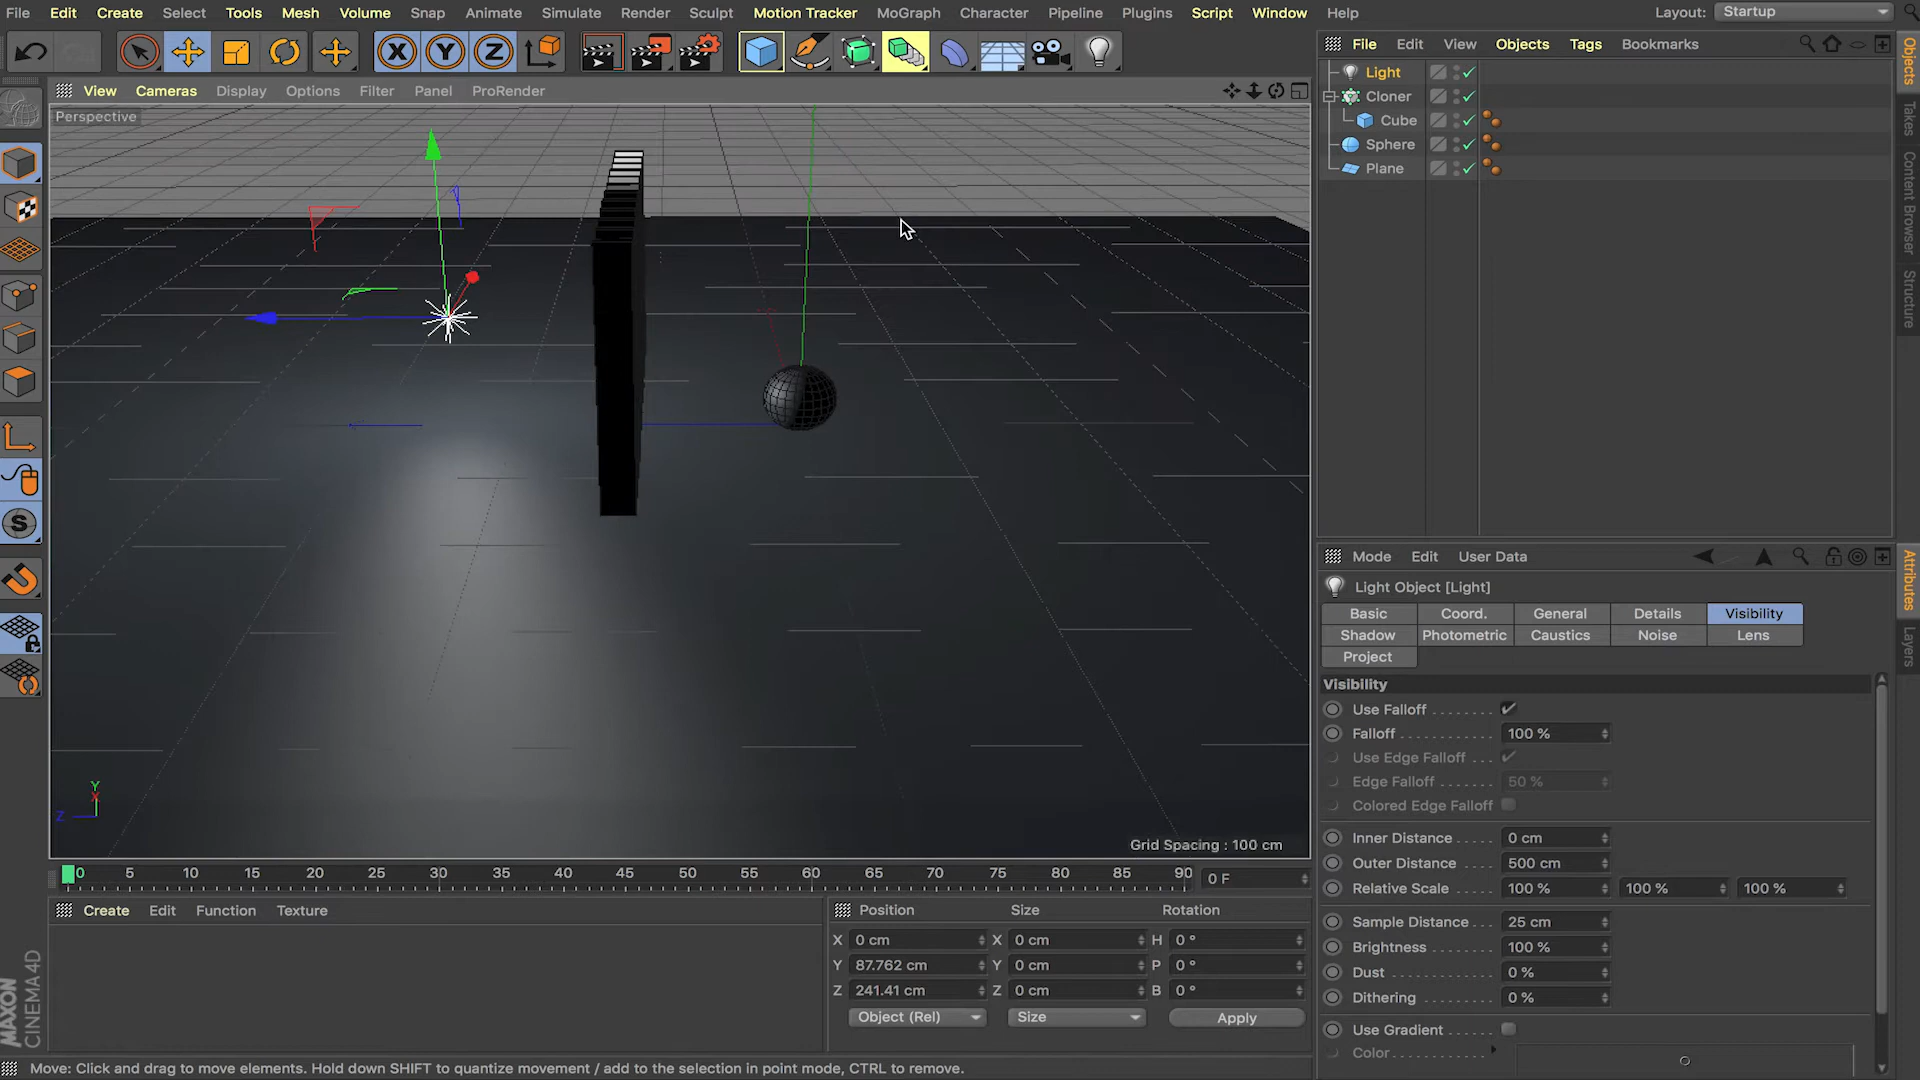 File Edit Create Select Tools Mesh Volume Snap Animate Simulate Render Sculpt Motion Tracker MoGraph Character Pipeline Plugins Script Window Help Layout: Startup
X Y Z
File Edit View Objects Tags Bookmarks
Light
Cloner
Cube
Sphere
Plane
Objects
Takes
Content Browser
Structure
View Cameras Display Options Filter Panel ProRender
Perspective
Y
X
Z
Grid Spacing : 100 cm
S
0 5 10 15 20 25 30 35 40 45 50 55 60 65 70 75 80 85 90 0 F
Create Edit Function Texture
Position Size Rotation
X 0 cm X 0 cm H 0 °
Y 87.762 cm Y 0 cm P 0 °
Z 241.41 cm Z 0 cm B 0 °
Object (Rel) Size Apply
MAXON
CINEMA 4D
Move: Click and drag to move elements. Hold down SHIFT to quantize movement / add to the selection in point mode, CTRL to remove.
Mode Edit User Data
Light Object [Light]
Basic Coord. General Details Visibility
Shadow Photometric Caustics Noise Lens
Project
Visibility
Use Falloff
Falloff 100 %
Use Edge Falloff
Edge Falloff 50 %
Colored Edge Falloff
Inner Distance 0 cm
Outer Distance 500 cm
Relative Scale 100 % 100 % 100 %
Sample Distance 25 cm
Brightness 100 %
Dust 0 %
Dithering 0 %
Use Gradient
Color
Attributes
Layers